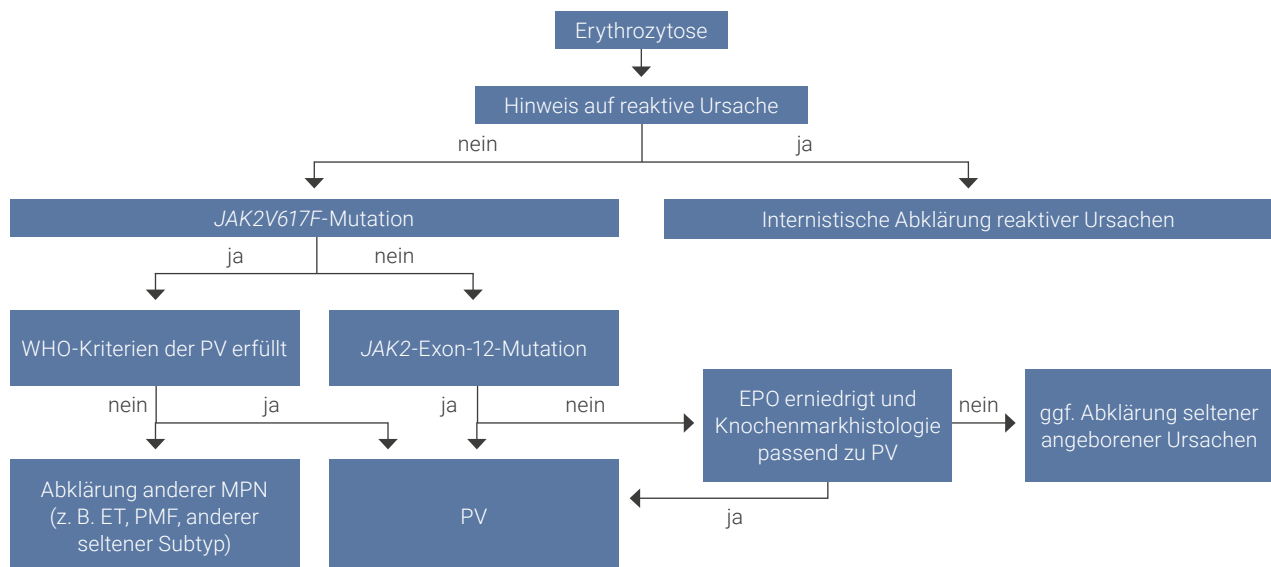 Erythrozytose
Hinweis auf reaktive Ursache
nein
ja
JAK2V617F-Mutation
Internistische Abklärung reaktiver Ursachen
ja
nein
WHO-Kriterien der PV erfüllt
JAK2-Exon-12-Mutation
nein
ja
ja
nein
EPO erniedrigt und
Knochenmarkhistologie
passend zu PV
nein
ggf. Abklärung seltener
angeborener Ursachen
Abklärung anderer MPN
(z. B. ET, PMF, anderer
seltener Subtyp)
PV
ja